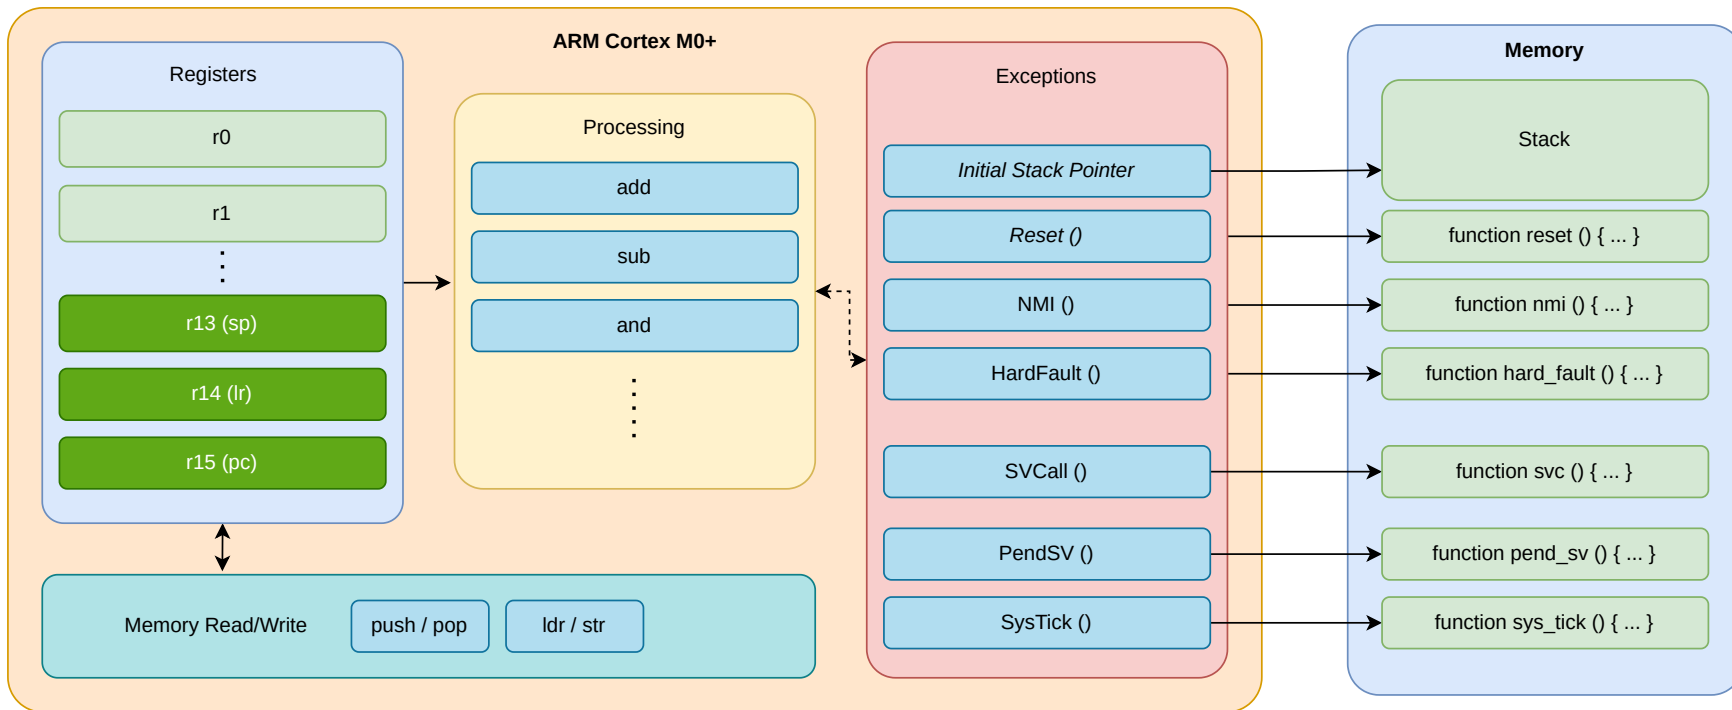 ARM Cortex M0+
Registers
r0
r1
r13 (sp)
r14 (lr)
r15 (pc)
Processing
add
sub
and
Memory Read/Write
push / pop
ldr / str
Exceptions
Initial Stack Pointer
Reset ()
NMI ()
HardFault ()
SVCall ()
PendSV ()
SysTick ()
Memory
Stack
function reset () { ... }
function nmi () { ... }
function hard_fault () { ... }
function svc () { ... }
function pend_sv () { ... }
function sys_tick () { ... }